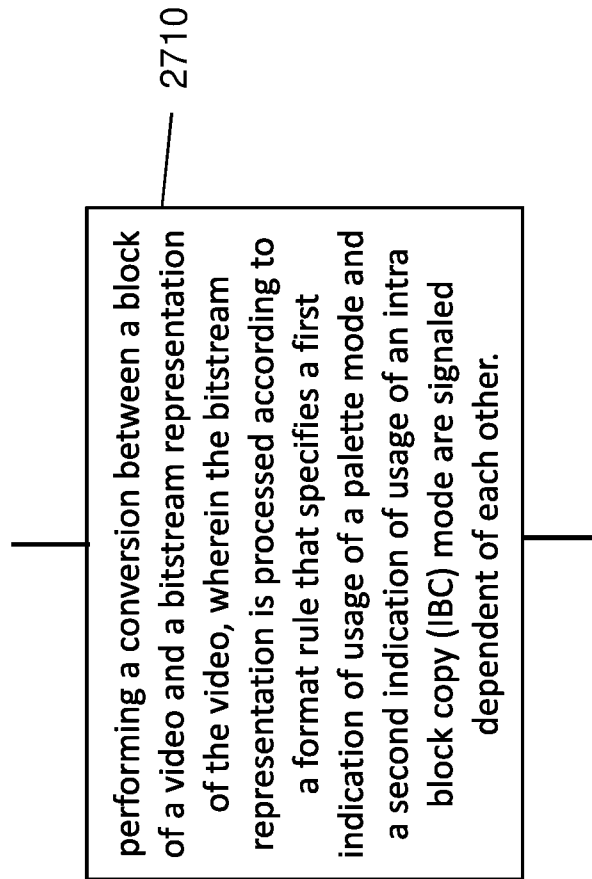 2710
performing a conversion between a block
of a video and a bitstream representation
of the video, wherein the bitstream
representation is processed according to
a format rule that specifies a first
indication of usage of a palette mode and
a second indication of usage of an intra
block copy (IBC) mode are signaled
dependent of each other.